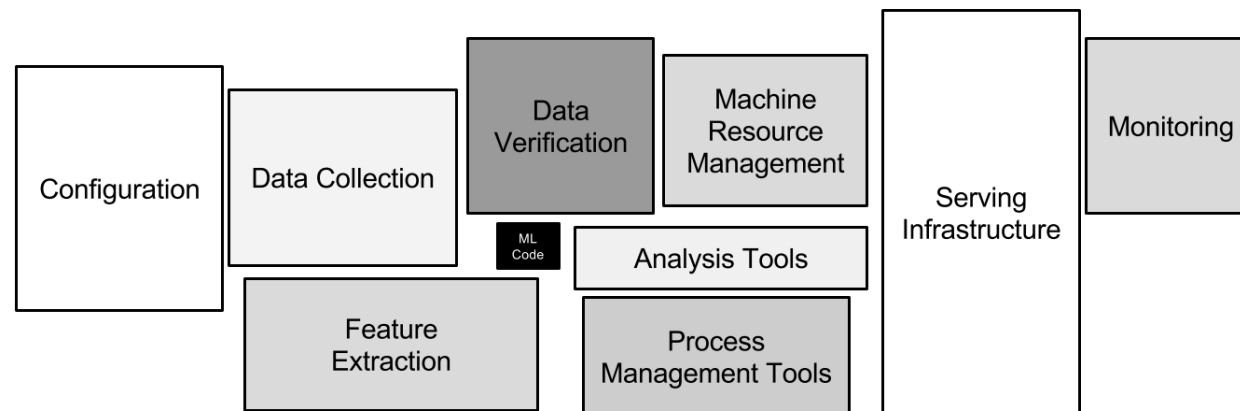 Configuration
Data Collection
Data
Verification
Machine
Resource
Management
Serving
Infrastructure
Monitoring
ML
Code
Analysis Tools
Feature
Extraction
Process
Management Tools